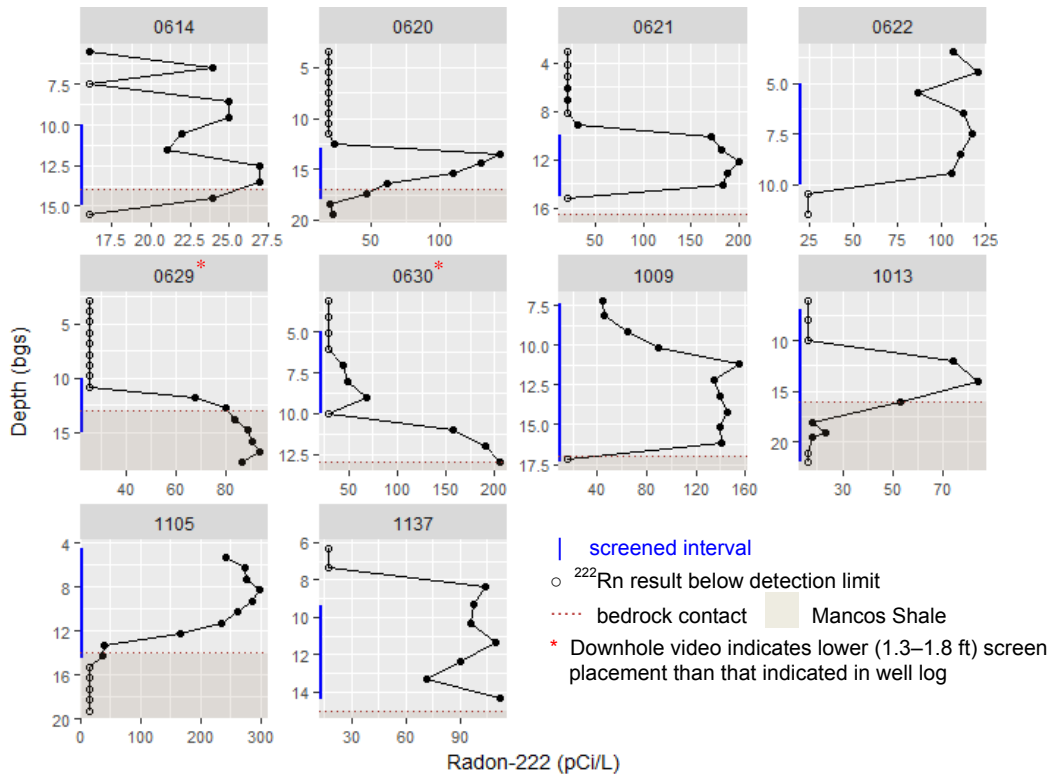 0614 0620 0621 0622
7.5 10.0 12.5 15.0
17.5 20.0 22.5 25.0 27.5
5 10 15 20
50 100
4 8 12 16
50 100 150 200
5.0 7.5 10.0
25 50 75 100 125
0629 * 0630 * 1009 1013
5 10 15
40 60 80
5.0 7.5 10.0 12.5
50 100 150 200
7.5 10.0 12.5 15.0 17.5
40 80 120 160
5 10 15 20
30 50 70
1105 1137
4 8 12 16 20
0 100 200 300
6 8 10 12 14
30 60 90
Depth (bgs)
Radon-222 (pCi/L)
screened interval
²²²Rn result below detection limit
bedrock contact Mancos Shale
* Downhole video indicates lower (1.3–1.8 ft) screen
placement than that indicated in well log